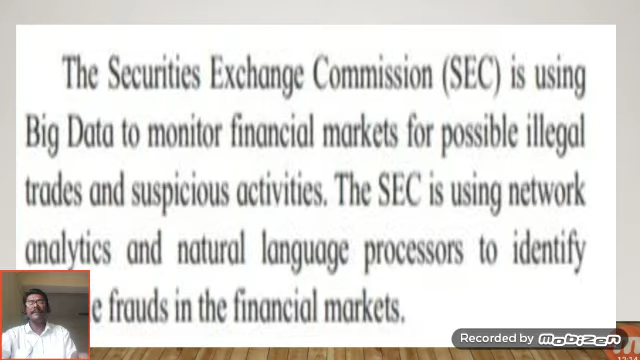 The Securities Exchange Commission (SEC) is using
Big Data to monitor financial markets for possible illegal
trades and suspicious activities. The SEC is using network
analytics and natural language processors to identify
e frauds in the financial markets.
Recorded by MOBIZEN
12:14